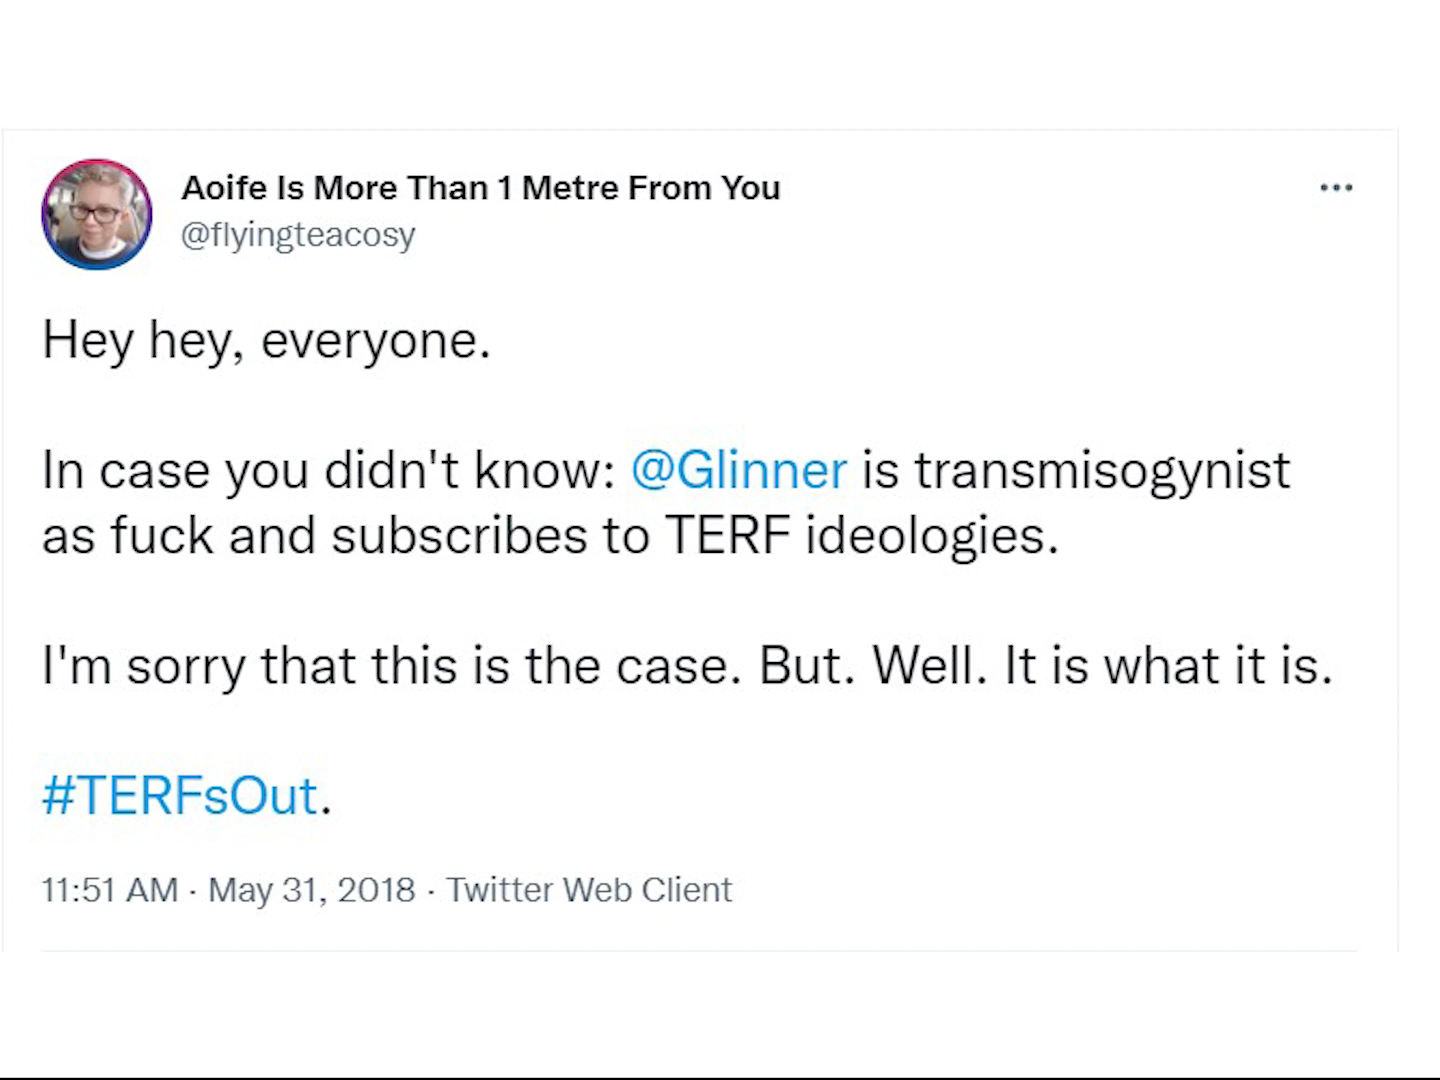 Aoife Is More Than 1 Metre From You
@flyingteacosy
Hey hey, everyone.
In case you didn't know: @Glinner is transmisogynist
as fuck and subscribes to TERF ideologies.
I'm sorry that this is the case. But. Well. It is what it is.
#TERFsOut.
11:51 AM · May 31, 2018 · Twitter Web Client